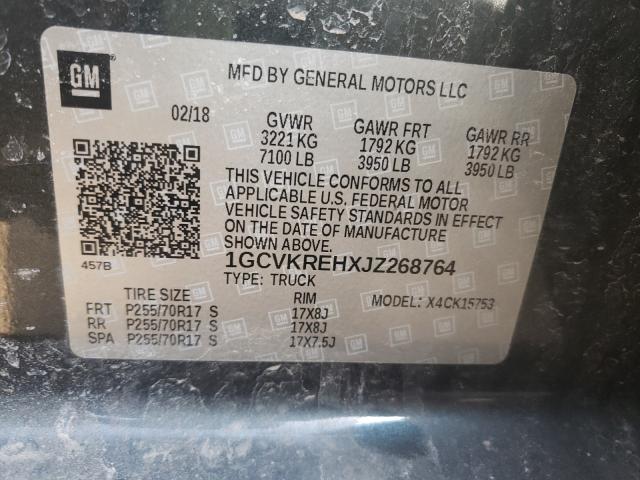 GM
MFD BY GENERAL MOTORS LLC
02/18 GVWR GAWR FRT GAWR RR
3221 KG 1792 KG 1792 KG
7100 LB 3950 LB 3950 LB
THIS VEHICLE CONFORMS TO ALL
APPLICABLE U.S. FEDERAL MOTOR
VEHICLE SAFETY STANDARDS IN EFFECT
ON THE DATE OF MANUFACTURE
SHOWN ABOVE.
457B 1GCVKREHXJZ268764
TYPE: TRUCK
TIRE SIZE RIM MODEL: X4CK15753
FRT P255/70R17 S 17X8J
RR P255/70R17 S 17X8J
SPA P255/70R17 S 17X7.5J